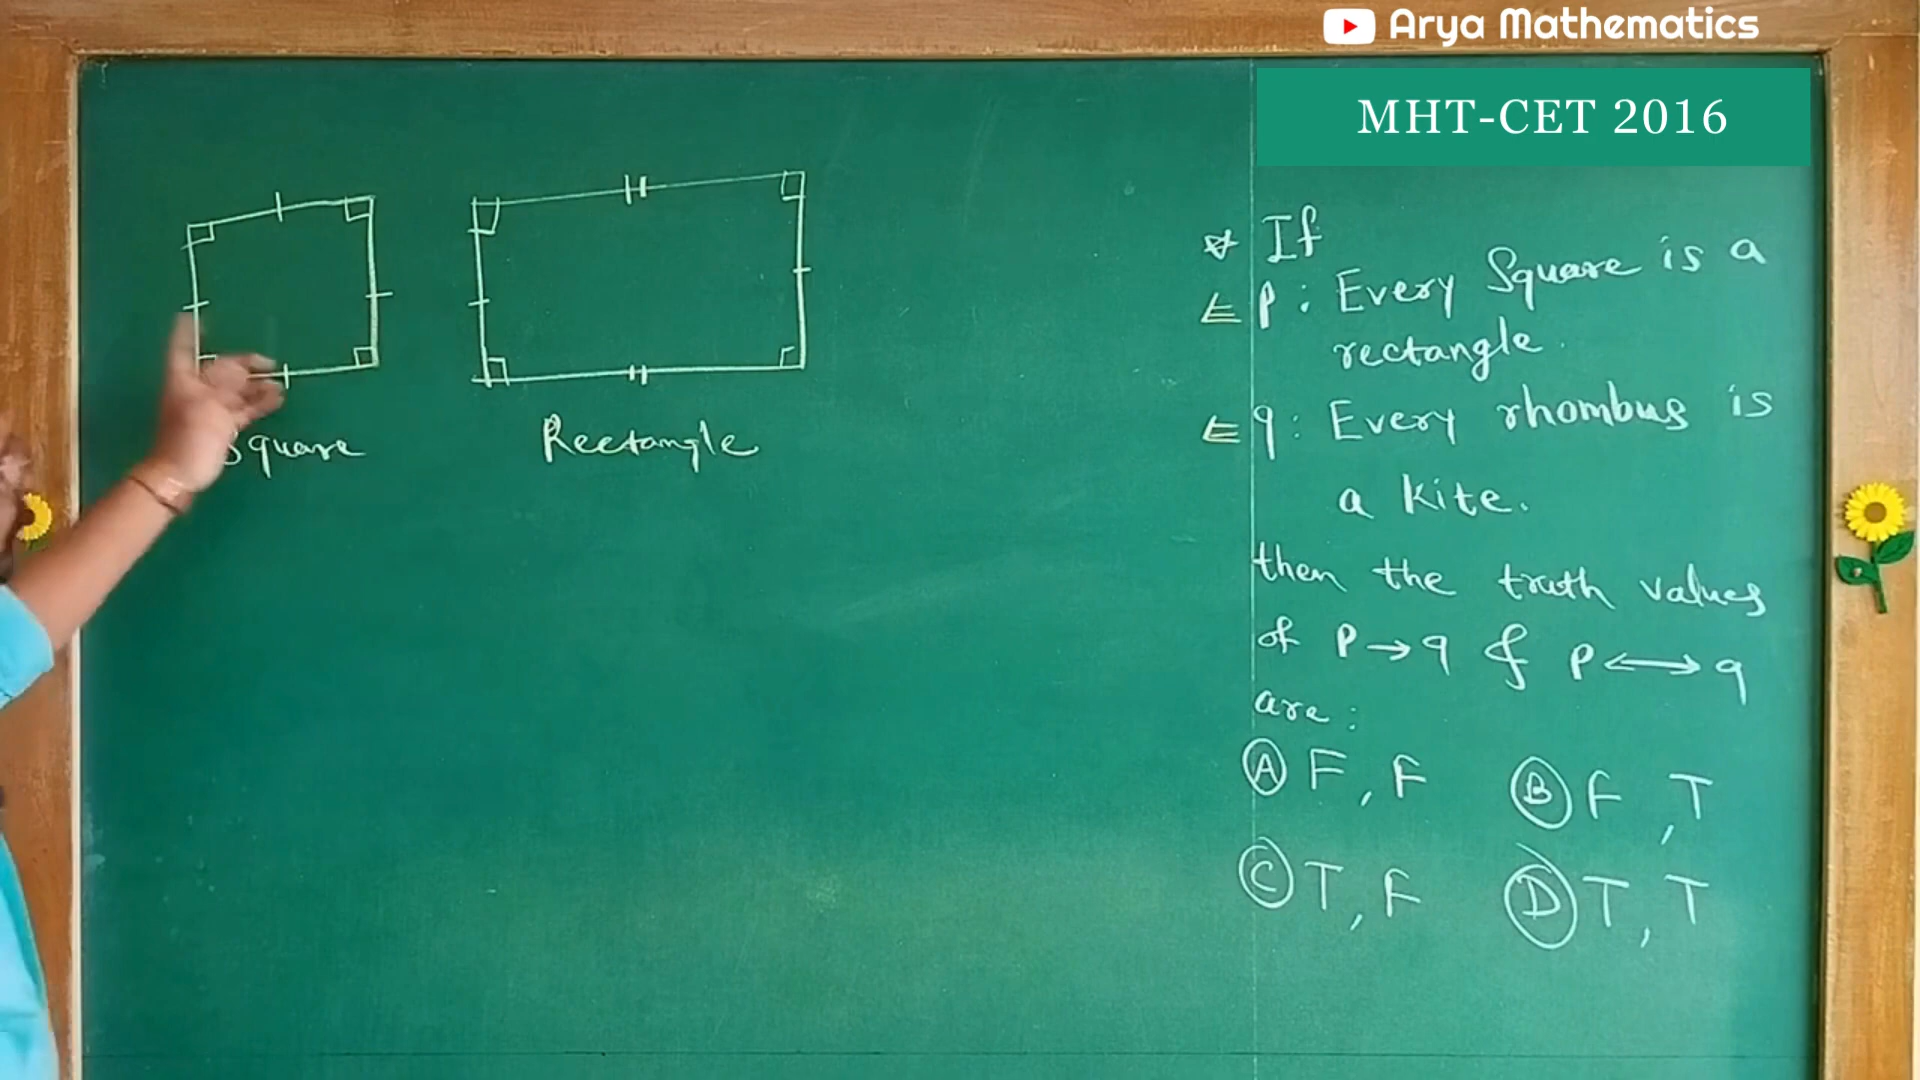 Arya Mathematics
MHT-CET 2016
Square
Rectangle
* If
p: Every Square is a
rectangle.
q: Every rhombus is
a kite.
then the truth values
of p→q & p⟷q
are:
Ⓐ F, F Ⓑ F, T
Ⓒ T, F Ⓓ T, T